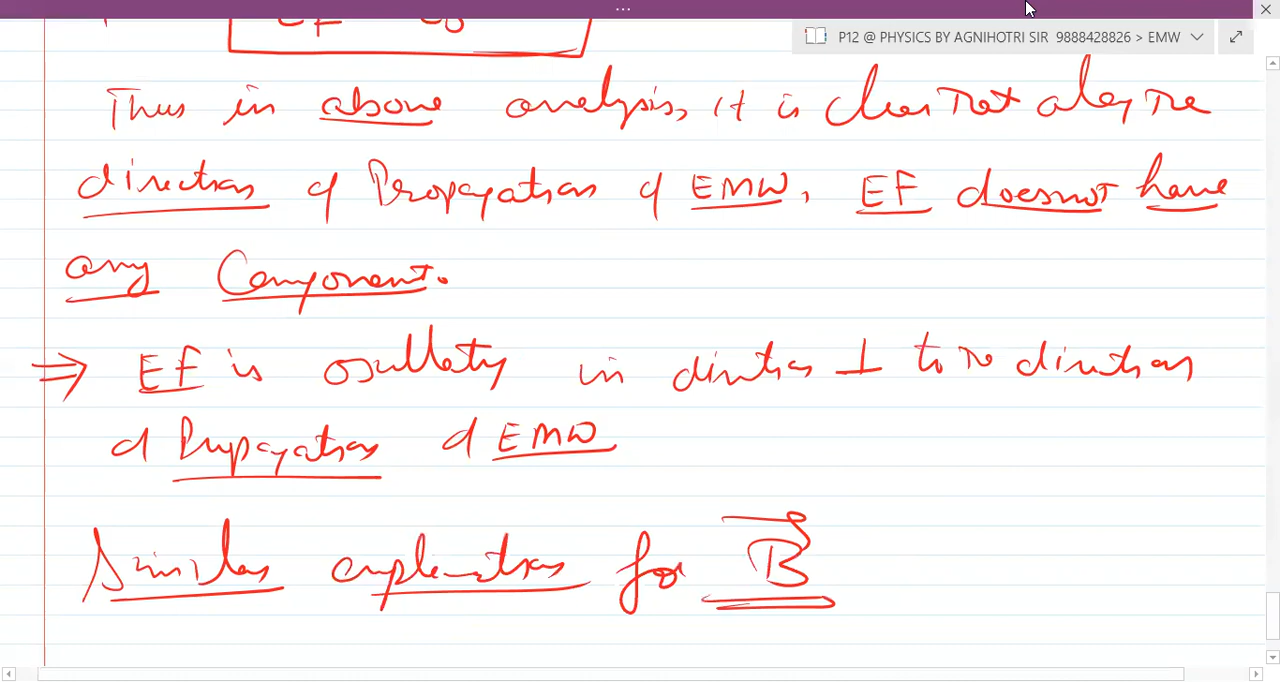 ...
P12 @ PHYSICS BY AGNIHOTRI SIR 9888428826 > EMW
Thus in above analysis, it is clear that along the
direction of Propagation of EMW, EF doesnot have
any Component.
⇒ EF is oscillating in direction ⊥ to the direction
of Propagation of EMW
Similar explanation for B⃗